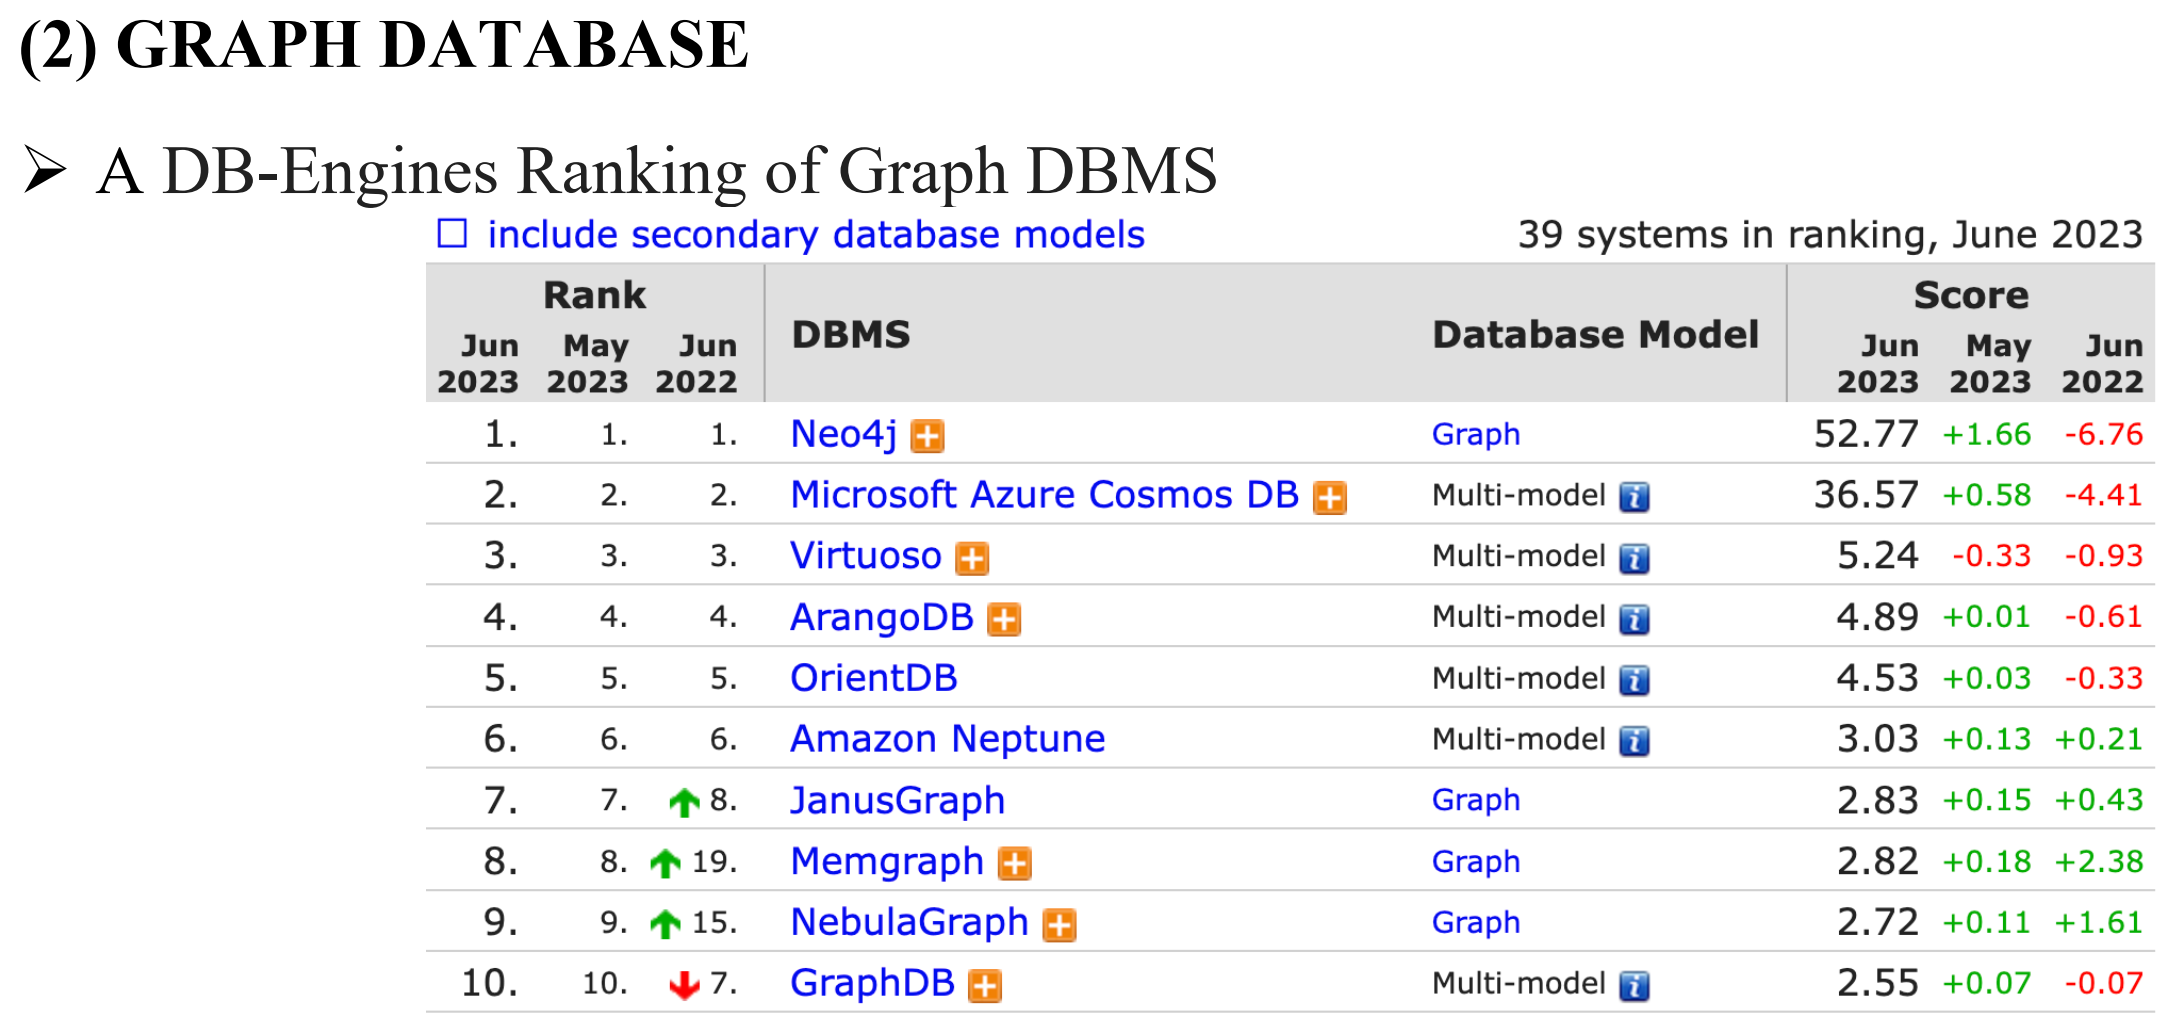 (2) GRAPH DATABASE
➢ A DB-Engines Ranking of Graph DBMS
☐ include secondary database models 39 systems in ranking, June 2023
Rank DBMS Database Model Score
Jun 2023 May 2023 Jun 2022 Jun 2023 May 2023 Jun 2022
1. 1. 1. Neo4j Graph 52.77 +1.66 -6.76
2. 2. 2. Microsoft Azure Cosmos DB Multi-model 36.57 +0.58 -4.41
3. 3. 3. Virtuoso Multi-model 5.24 -0.33 -0.93
4. 4. 4. ArangoDB Multi-model 4.89 +0.01 -0.61
5. 5. 5. OrientDB Multi-model 4.53 +0.03 -0.33
6. 6. 6. Amazon Neptune Multi-model 3.03 +0.13 +0.21
7. 7. 8. JanusGraph Graph 2.83 +0.15 +0.43
8. 8. 19. Memgraph Graph 2.82 +0.18 +2.38
9. 9. 15. NebulaGraph Graph 2.72 +0.11 +1.61
10. 10. 7. GraphDB Multi-model 2.55 +0.07 -0.07